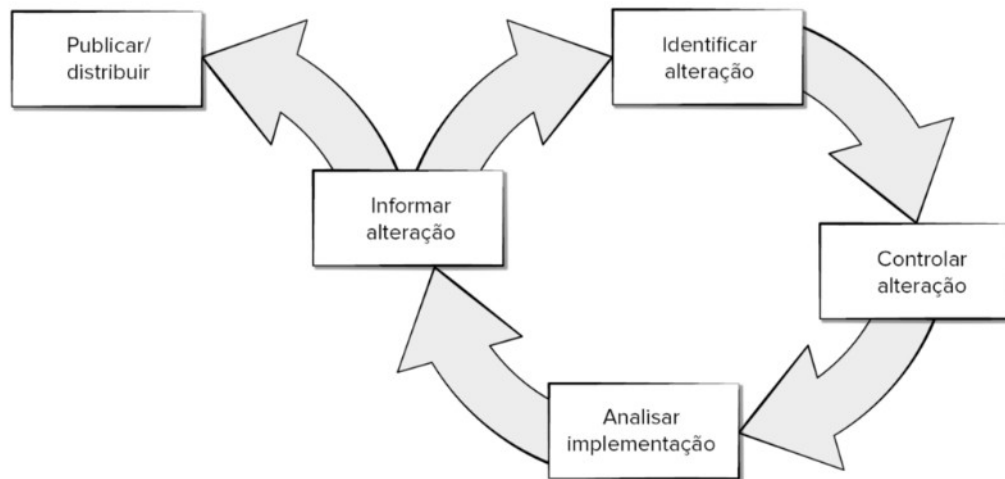 Publicar/
distribuir
Identificar
alteração
Informar
alteração
Controlar
alteração
Analisar
implementação